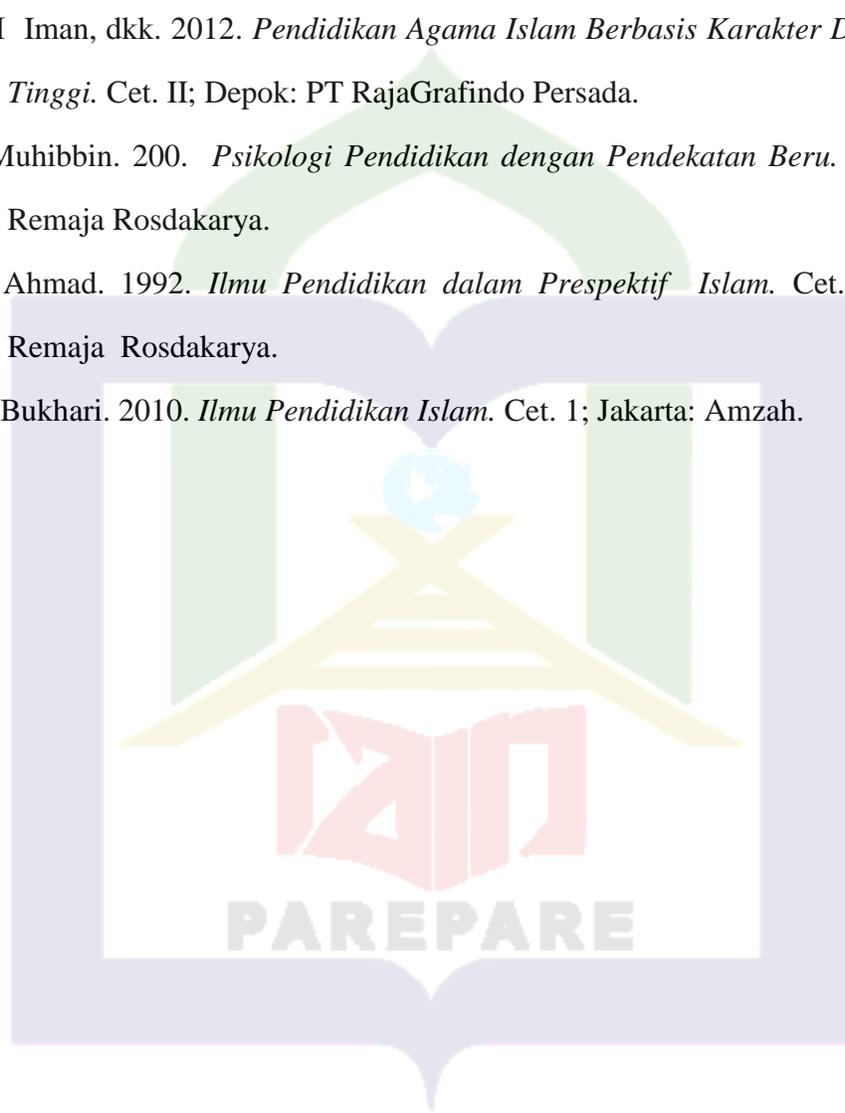 Iman, dkk. 2012. Pendidikan Agama Islam Berbasis Karakter
Tinggi. Cet. II; Depok: PT RajaGrafindo Persada.
Muhibbin. 200. Psikologi Pendidikan dengan Pendekatan Beru.
Remaja Rosdakarya.
Ahmad. 1992. Ilmu Pendidikan dalam Prespektif Islam. Cet.
Remaja Rosdakarya.
Bukhari. 2010. Ilmu Pendidikan Islam. Cet. 1; Jakarta: Amzah.
iain
PAREPARE